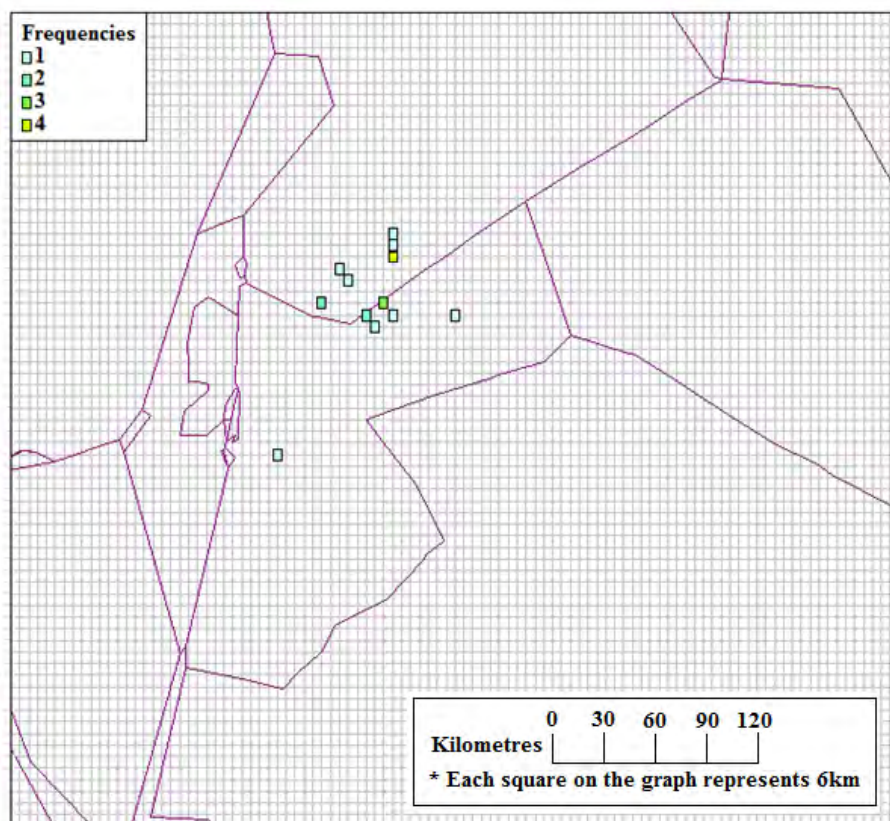 Frequencies
1
2
3
4
0 30 60 90 120
Kilometres
* Each square on the graph represents 6km